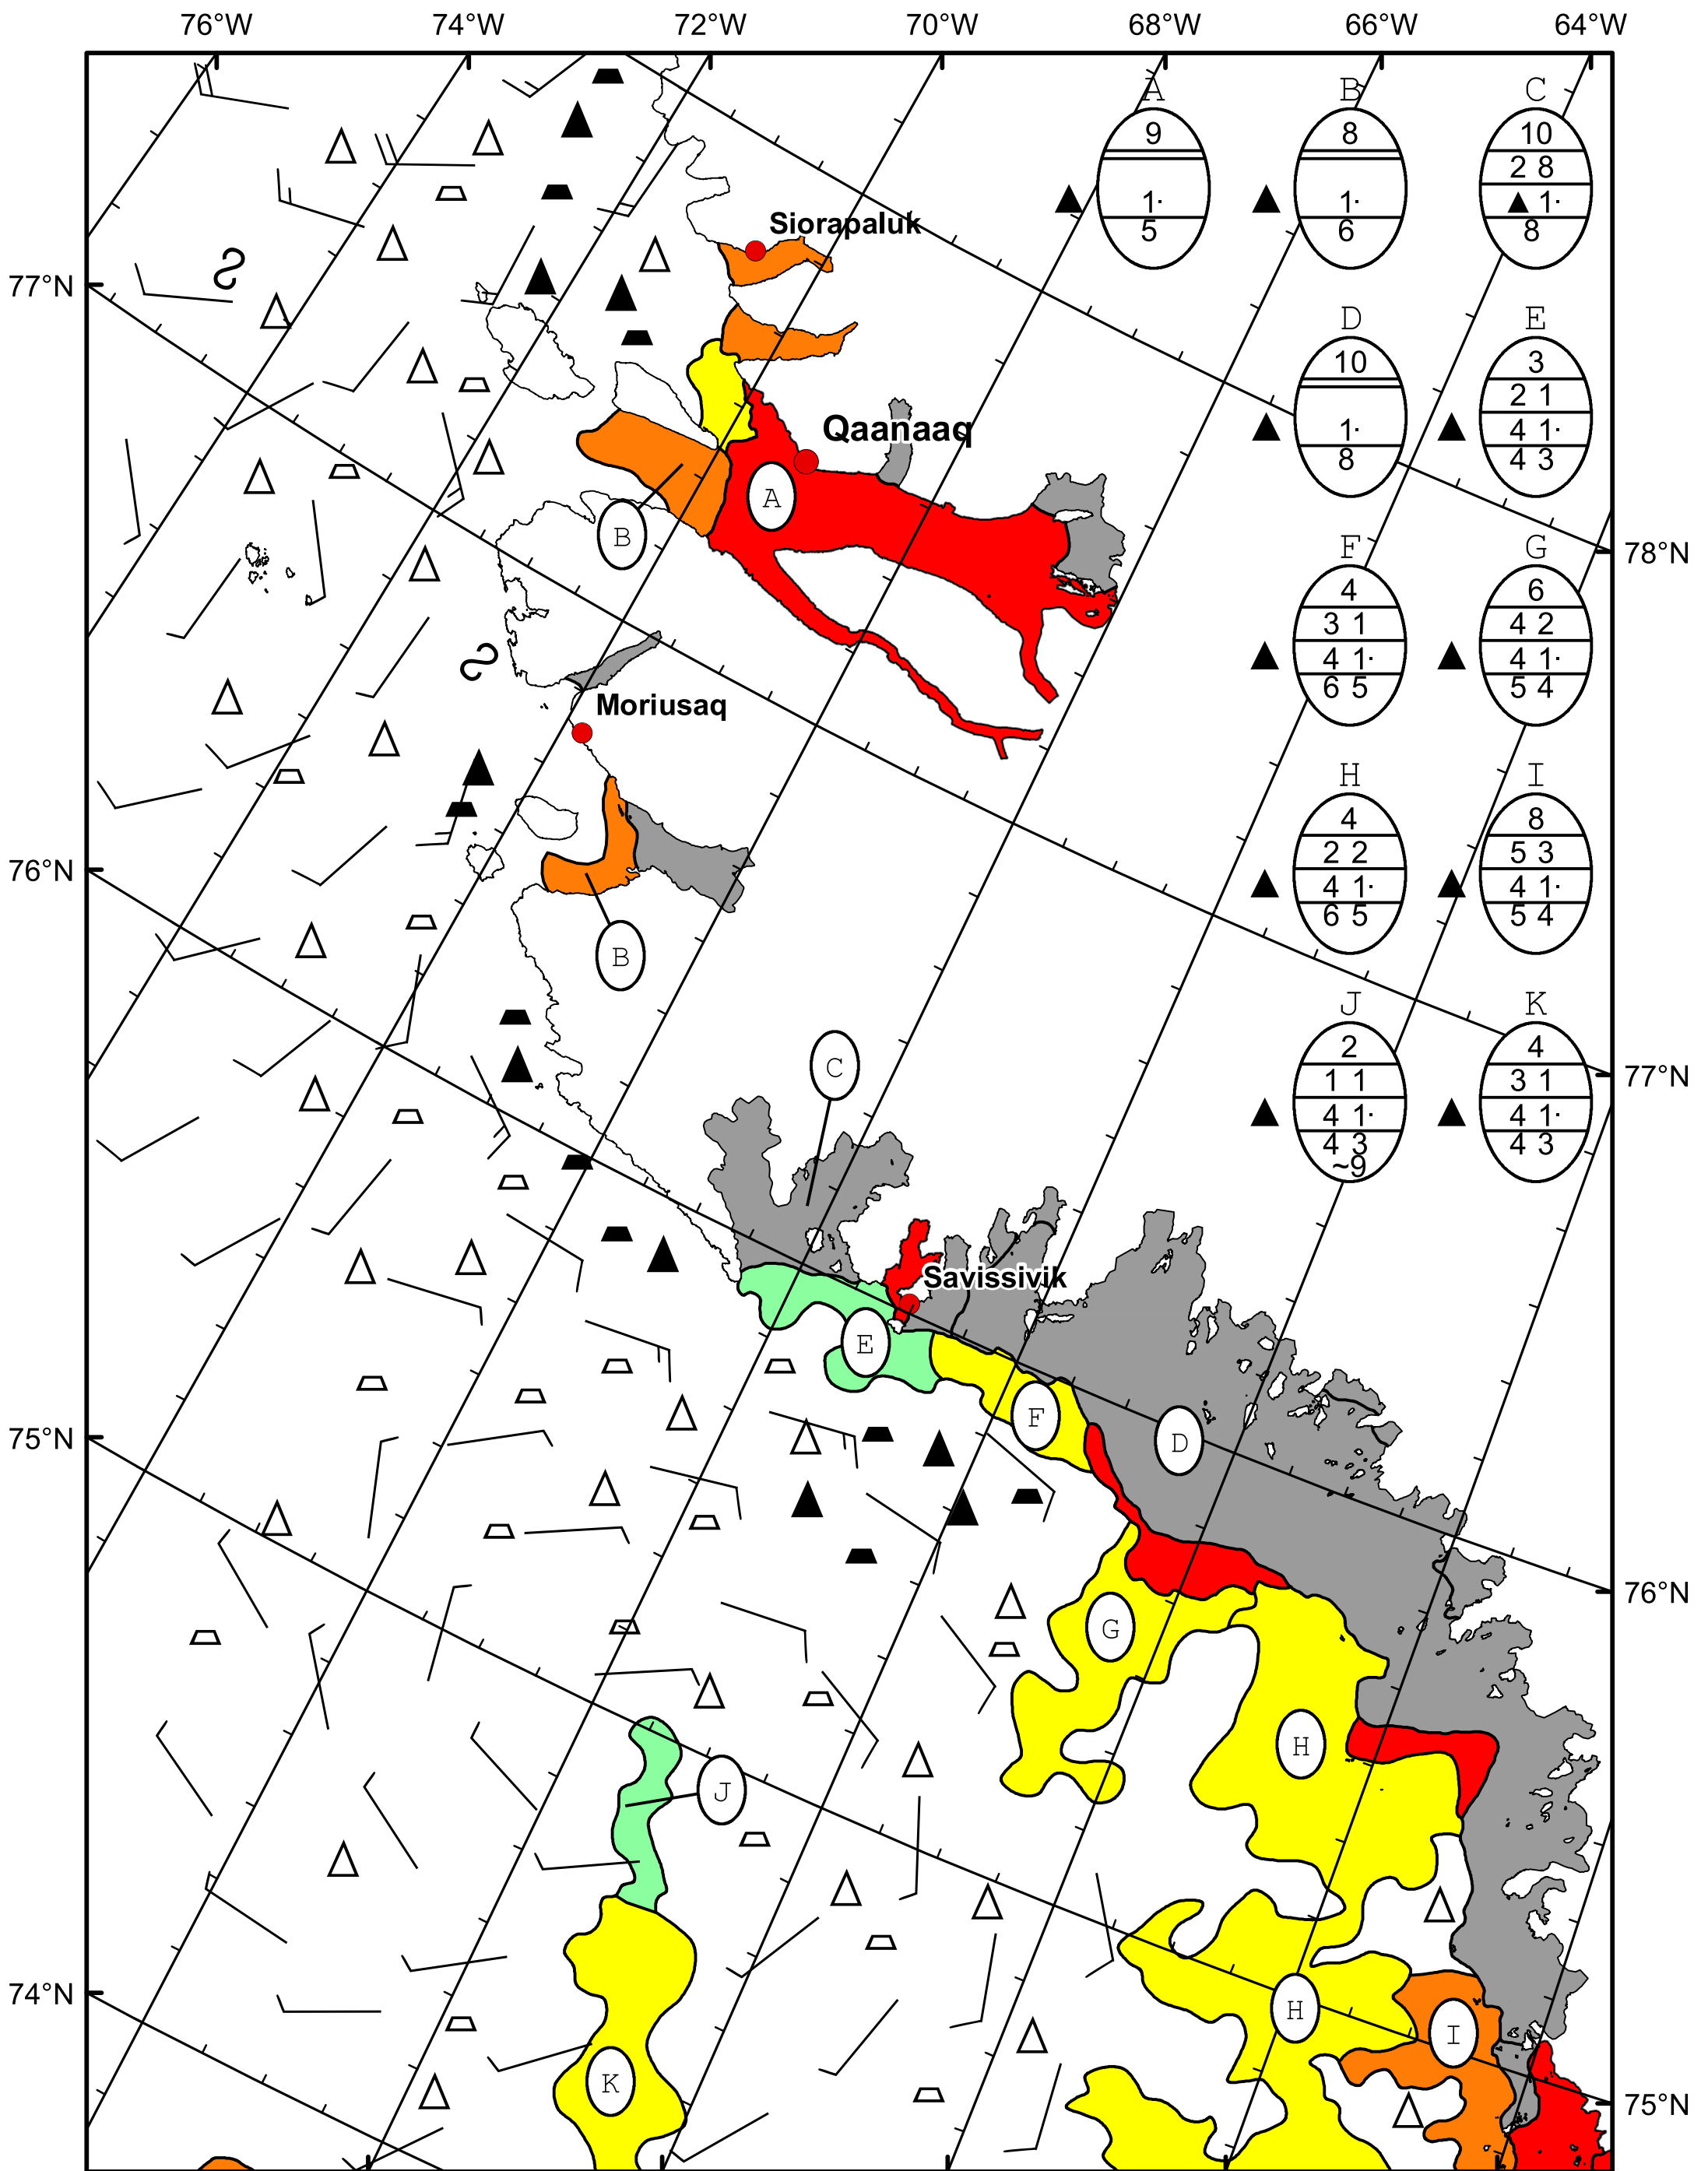 76°W 74°W 72°W 70°W 68°W 66°W 64°W
A B C
9 8 10
2 8
1· 1· 1·
5 6 8
Siorapaluk
77°N
D E
10 3
2 1
1· 4 1·
8 4 3
Qaanaaq
A
B
78°N
F G
4 6
3 1 4 2
4 1· 4 1·
6 5 5 4
Moriusaq
H I
4 8
2 2 5 3
4 1· 4 1·
6 5 5 4
76°N
B
J K
2 4
1 1 3 1
4 1· 4 1·
4 3 4 3
~9
77°N
C
Savissivik
E
F
D
75°N
76°N
G
H
J
74°N
H
I
K
75°N